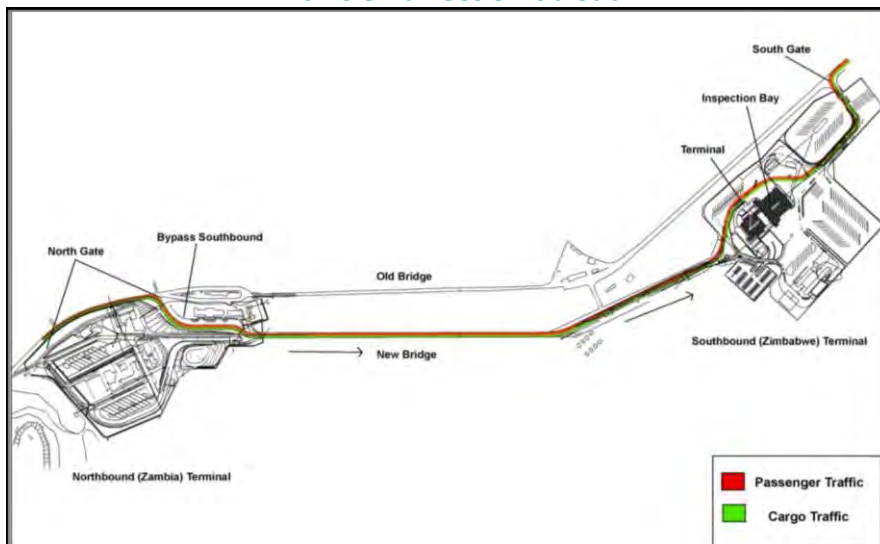 South Gate
Inspection Bay
Terminal
Bypass Southbound
North Gate
Old Bridge
New Bridge
Southbound (Zimbabwe) Terminal
Northbound (Zambia) Terminal
Passenger Traffic
Cargo Traffic